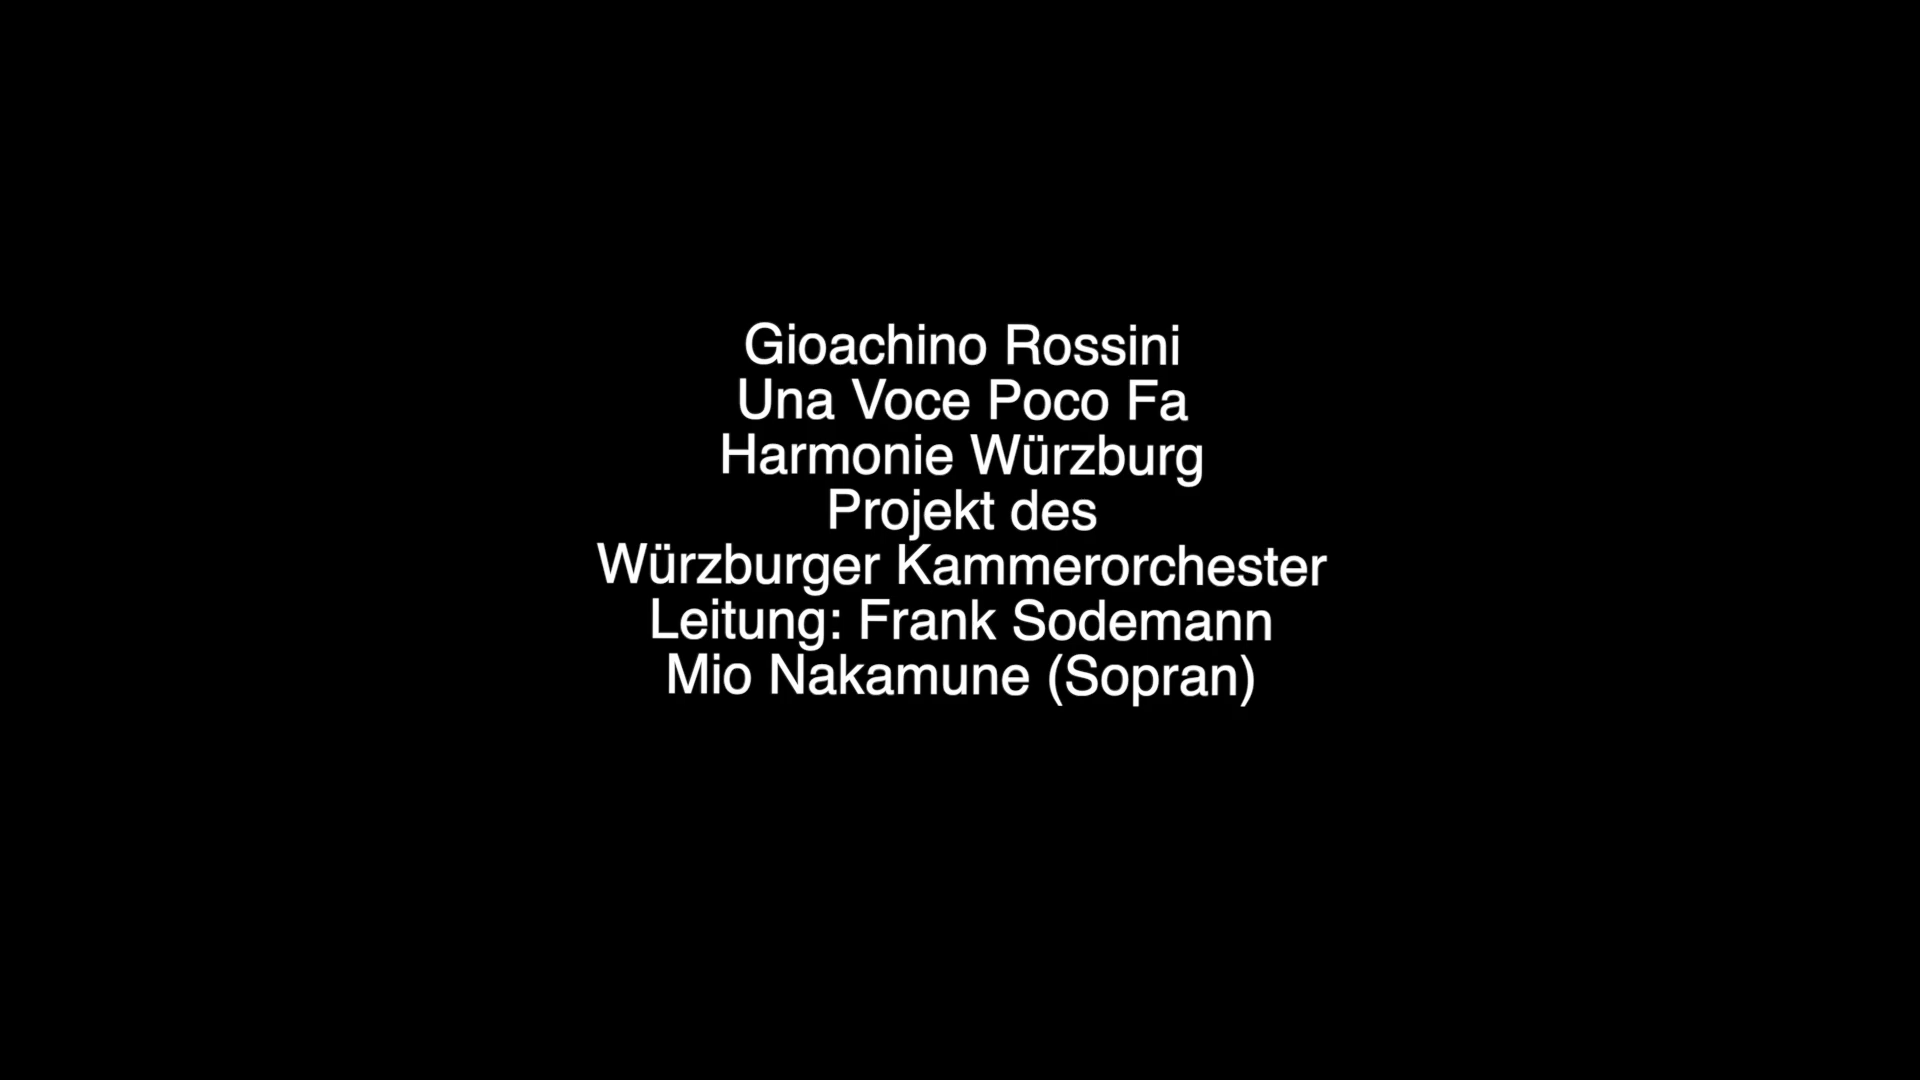 Gioachino Rossini
Una Voce Poco Fa
Harmonie Würzburg
Projekt des
Würzburger Kammerorchester
Leitung: Frank Sodemann
Mio Nakamune (Sopran)